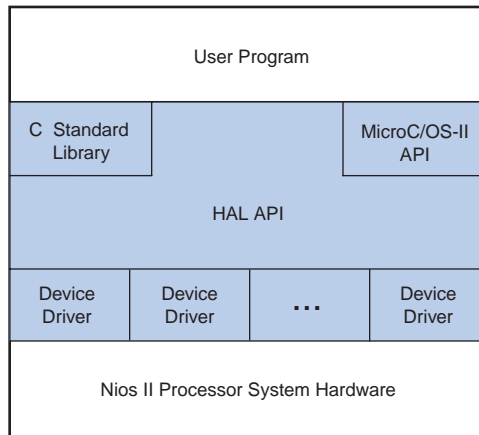 User Program
C Standard
Library
MicroC/OS-II
API
HAL API
Device
Driver
Device
Driver
...
Device
Driver
Nios II Processor System Hardware